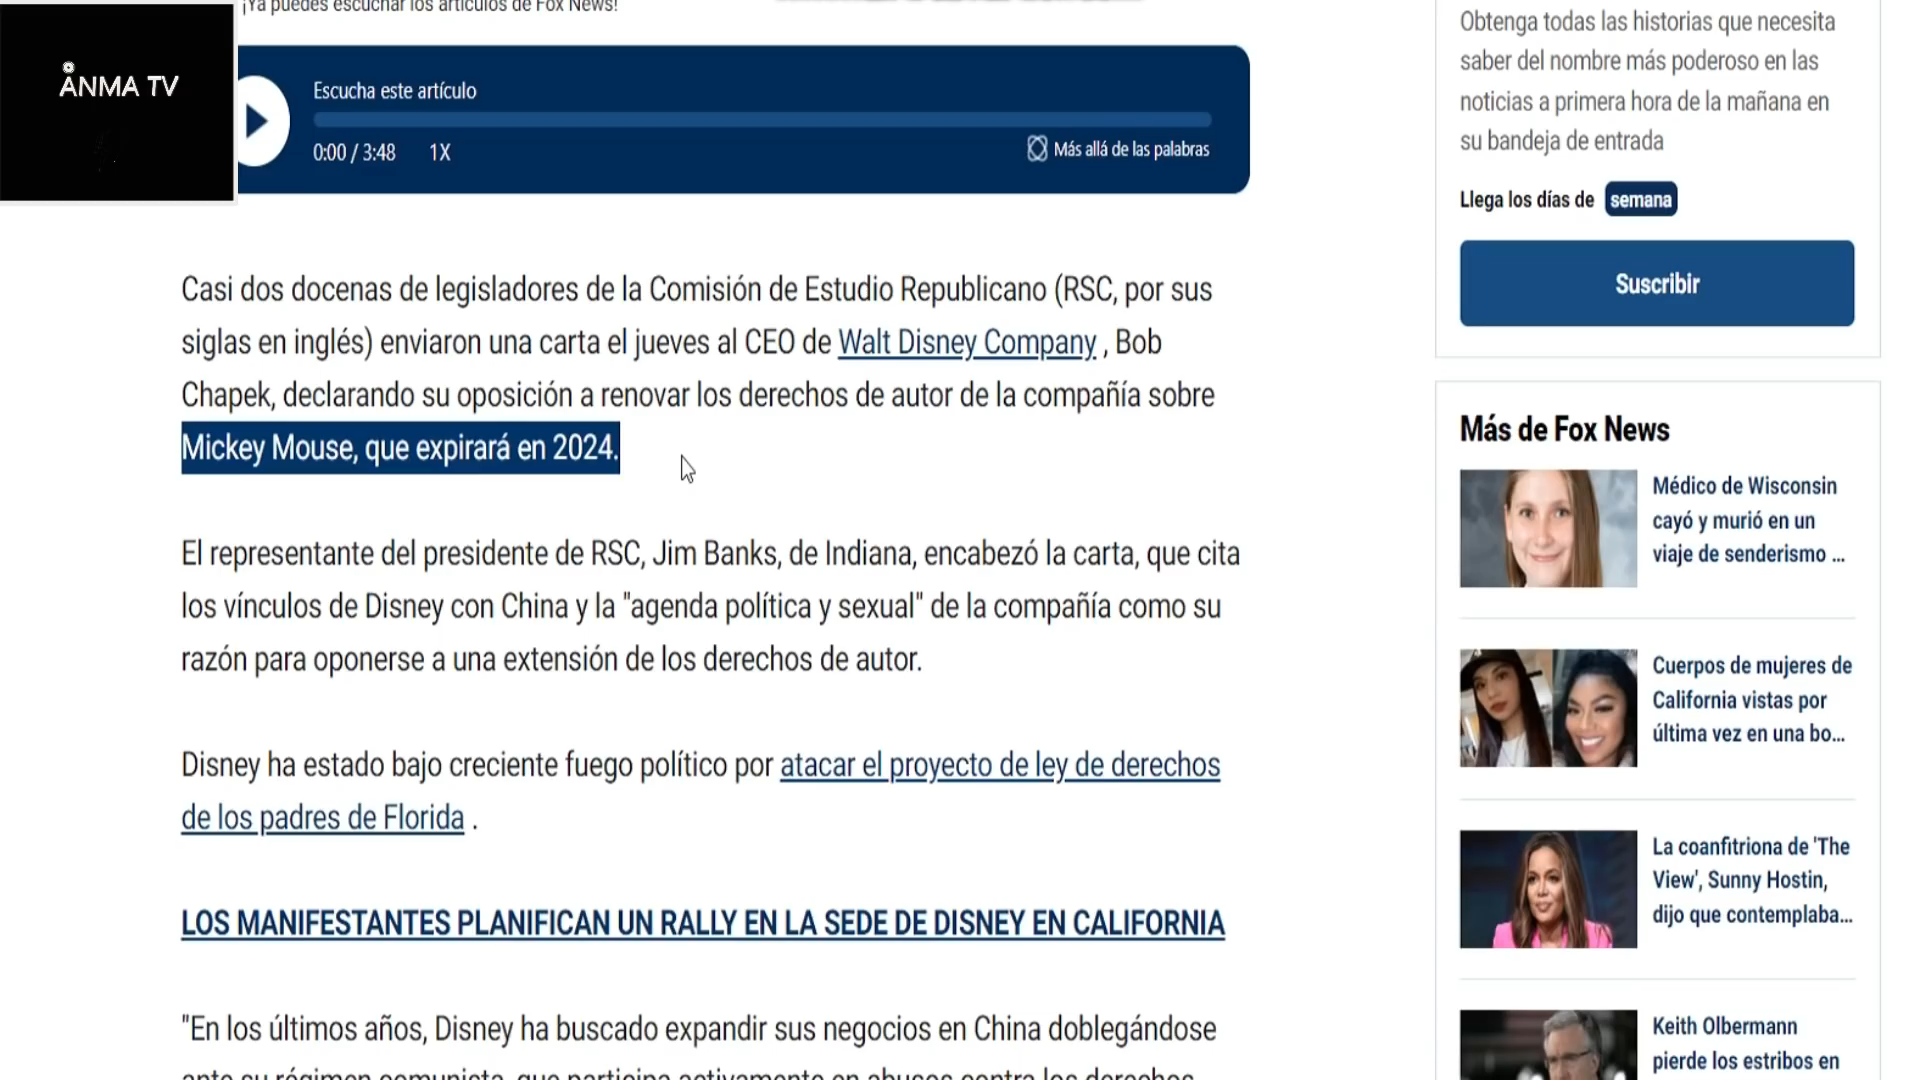 ¡Ya puedes escuchar los artículos de Fox News!
ÅNMA TV
Escucha este artículo
0:00 / 3:48 1X
Más allá de las palabras
Casi dos docenas de legisladores de la Comisión de Estudio Republicano (RSC, por sus
siglas en inglés) enviaron una carta el jueves al CEO de Walt Disney Company , Bob
Chapek, declarando su oposición a renovar los derechos de autor de la compañía sobre
Mickey Mouse, que expirará en 2024.
El representante del presidente de RSC, Jim Banks, de Indiana, encabezó la carta, que cita
los vínculos de Disney con China y la "agenda política y sexual" de la compañía como su
razón para oponerse a una extensión de los derechos de autor.
Disney ha estado bajo creciente fuego político por atacar el proyecto de ley de derechos
de los padres de Florida .
LOS MANIFESTANTES PLANIFICAN UN RALLY EN LA SEDE DE DISNEY EN CALIFORNIA
"En los últimos años, Disney ha buscado expandir sus negocios en China doblegándose
ante su régimen comunista, que participa activamente en abusos contra los derechos
Obtenga todas las historias que necesita
saber del nombre más poderoso en las
noticias a primera hora de la mañana en
su bandeja de entrada
Llega los días de semana
Suscribir
Más de Fox News
Médico de Wisconsin
cayó y murió en un
viaje de senderismo ...
Cuerpos de mujeres de
California vistas por
última vez en una bo...
La coanfitriona de 'The
View', Sunny Hostin,
dijo que contemplaba...
Keith Olbermann
pierde los estribos en